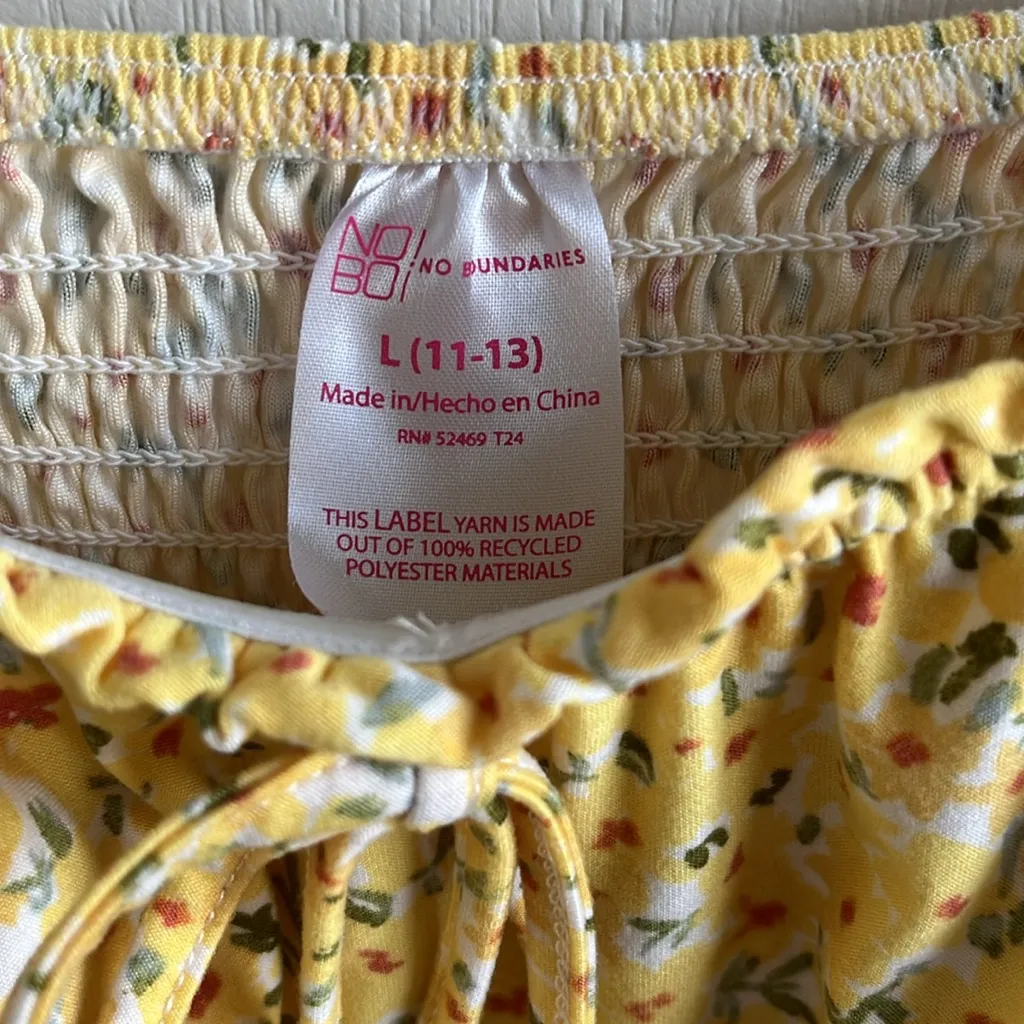 NO
BO
NO BOUNDARIES
L (11-13)
Made in/Hecho en China
RN# 52469 T24
THIS LABEL YARN IS MADE
OUT OF 100% RECYCLED
POLYESTER MATERIALS